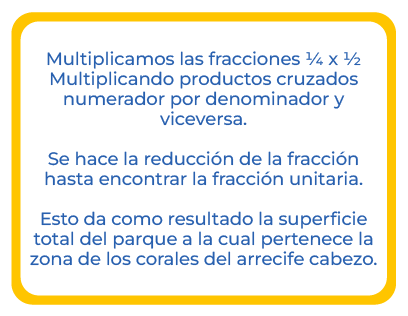 Multiplicamos las fracciones ¼ x ½
Multiplicando productos cruzados
numerador por denominador y
viceversa.
Se hace la reducción de la fracción
hasta encontrar la fracción unitaria.
Esto da como resultado la superficie
total del parque a la cual pertenece la
zona de los corales del arrecife cabezo.